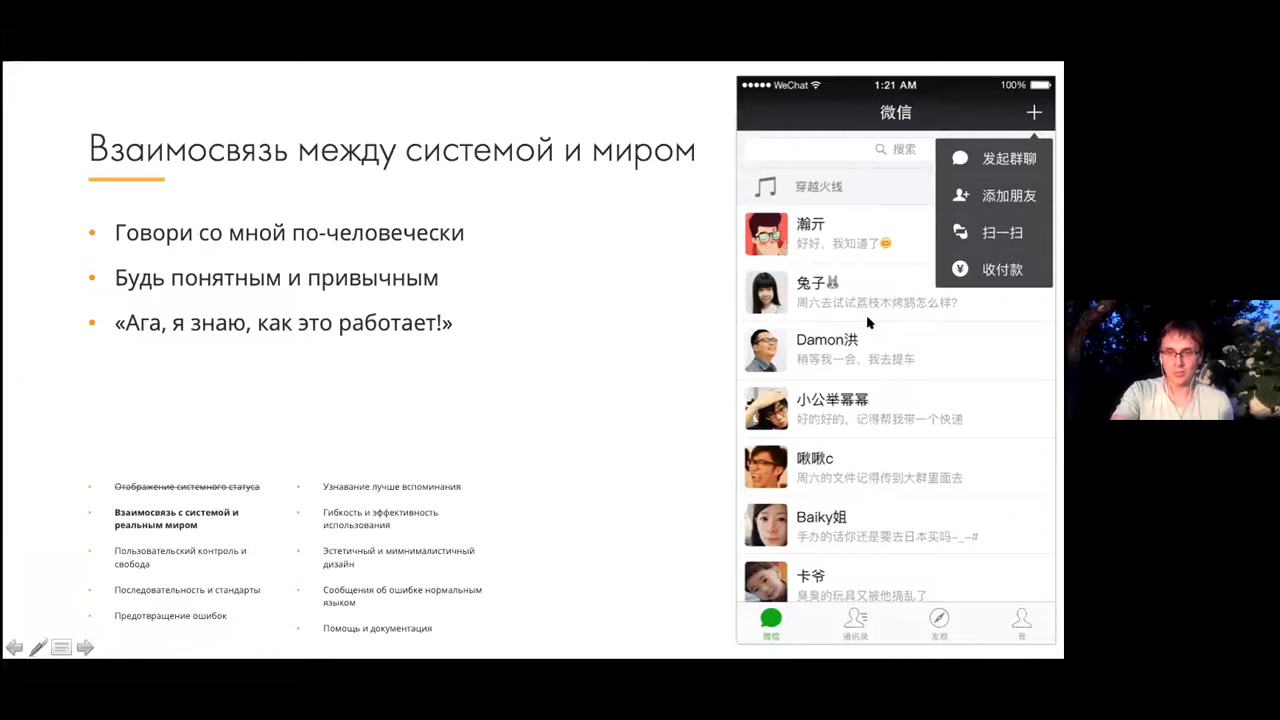 Взаимосвязь между системой и миром
• Говори со мной по-человечески
• Будь понятным и привычным
• «Ага, я знаю, как это работает!»
• Отображение системного статуса
• Взаимосвязь с системой и
реальным миром
• Пользовательский контроль и
свобода
• Последовательность и стандарты
• Предотвращение ошибок
• Узнавание лучше вспоминания
• Гибкость и эффективность
использования
• Эстетичный и мимнималистичный
дизайн
• Сообщения об ошибке нормальным
языком
• Помощь и документация
WeChat 1:21 AM 100%
微信
搜索
发起群聊
添加朋友
扫一扫
收付款
穿越火线
瀚亓
好好，我知道了😊
兔子🐰
周六去试试荔枝木烤鹅怎么样?
Damon洪
稍等我一会，我去提车
小公举幂幂
好的好的，记得帮我带一个快递
啾啾c
周六的文件记得传到大群里面去
Baiky姐
手办的话你还是要去日本买吗-_-#
卡爷
臭臭的玩具又被他搞乱了
微信
通讯录
发现
我